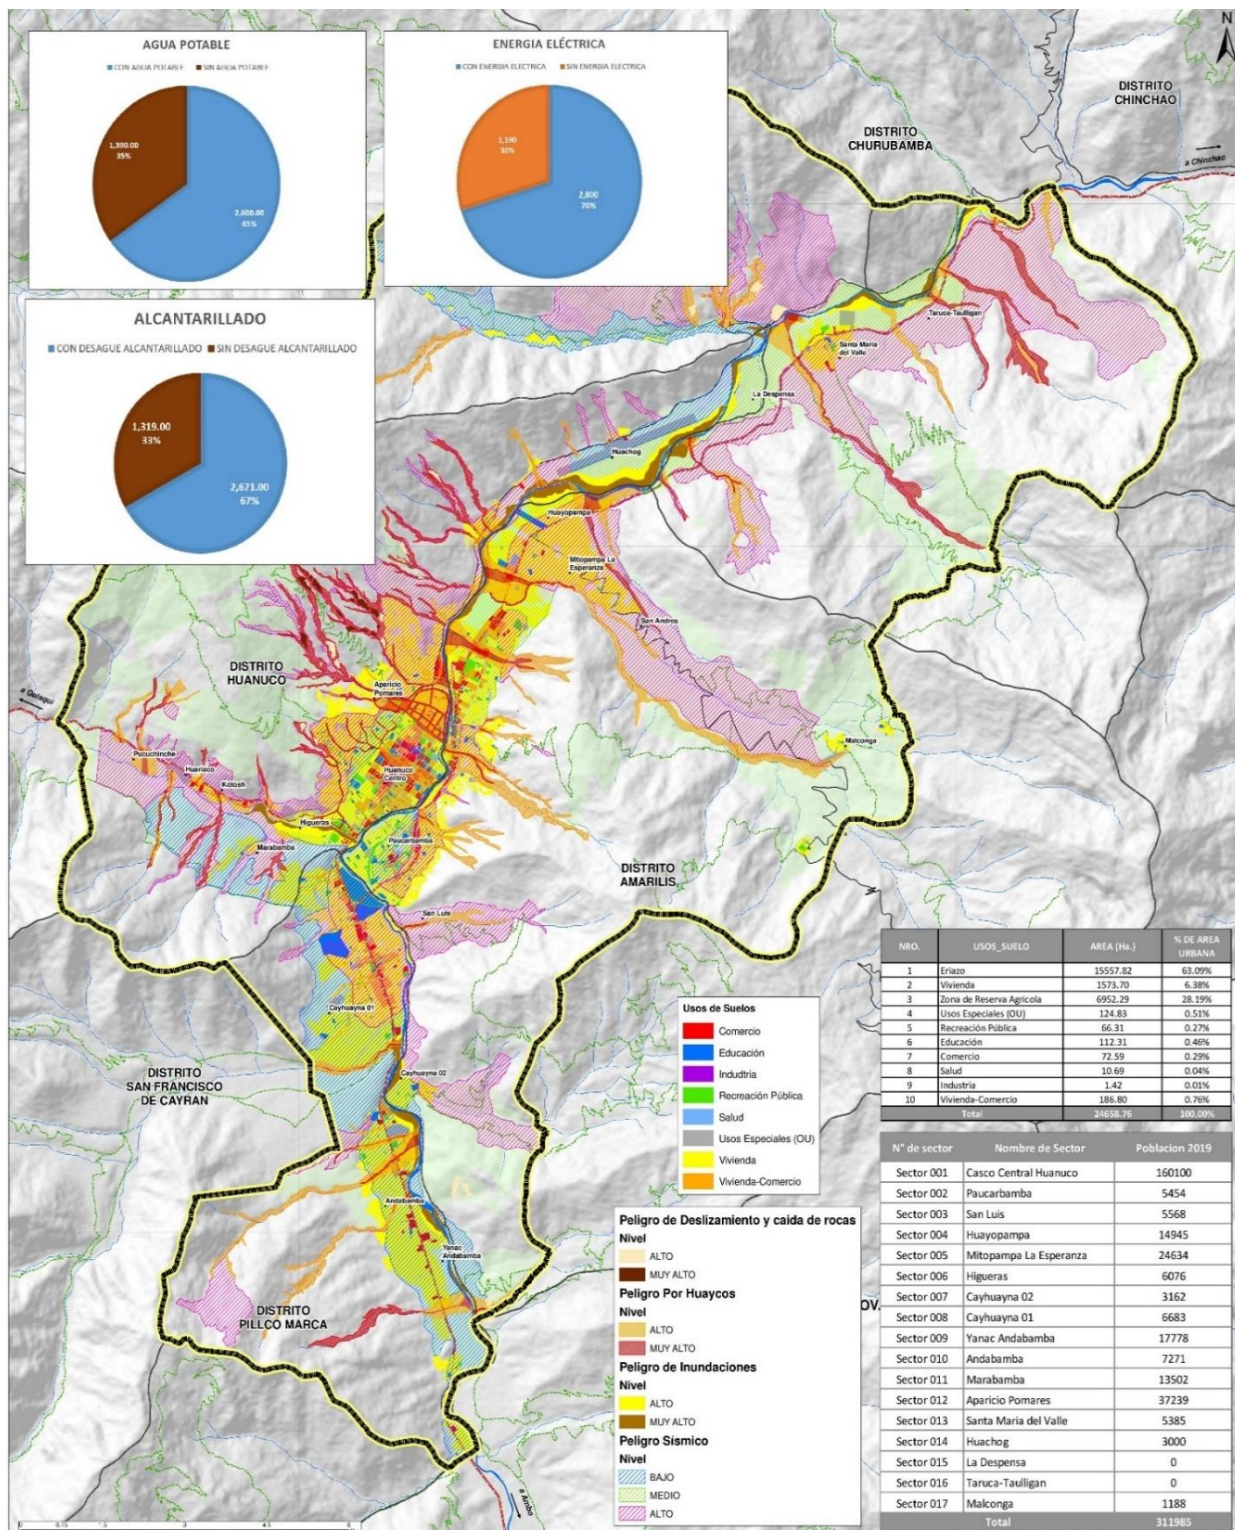 AGUA POTABLE
CON AGUA POTABLE SIN AGUA POTABLE
1,390.00
35%
2,600.00
65%
ENERGIA ELÉCTRICA
CON ENERGIA ELECTRICA SIN ENERGIA ELECTRICA
1,190
30%
2,800
70%
ALCANTARILLADO
CON DESAGUE ALCANTARILLADO SIN DESAGUE ALCANTARILLADO
1,319.00
33%
2,671.00
67%
N
DISTRITO
CHINCHAO
DISTRITO
CHURUBAMBA
a Chinchao
Taruca-Taulligan
Santa Maria
del Valle
La Despensa
Huachog
Huayopampa
Mitopampa La
Esperanza
San Andros
DISTRITO
HUANUCO
a Quisqui
Aparicio
Pomares
Malconga
Pucuchinche
Huariaco
Kotosh
Huanuco
Centro
Higueras
Marabamba
Paucarbamba
DISTRITO
AMARILIS
San Luis
Cayhuayna 01
Cayhuayna 02
DISTRITO
SAN FRANCISCO
DE CAYRAN
Andabamba
Yanac
Andabamba
DISTRITO
PILLCO MARCA
OV.
a Ambo
Usos de Suelos
Comercio
Educación
Indudtria
Recreación Pública
Salud
Usos Especiales (OU)
Vivienda
Vivienda-Comercio
Peligro de Deslizamiento y caida de rocas
Nivel
ALTO
MUY ALTO
Peligro Por Huaycos
Nivel
ALTO
MUY ALTO
Peligro de Inundaciones
Nivel
ALTO
MUY ALTO
Peligro Sísmico
Nivel
BAJO
MEDIO
ALTO
NRO. USOS_SUELO AREA (Ha.) % DE AREA URBANA
1 Eriazo 15557.82 63.09%
2 Vivienda 1573.70 6.38%
3 Zona de Reserva Agrícola 6952.29 28.19%
4 Usos Especiales (OU) 124.83 0.51%
5 Recreación Pública 66.31 0.27%
6 Educación 112.31 0.46%
7 Comercio 72.59 0.29%
8 Salud 10.69 0.04%
9 Industria 1.42 0.01%
10 Vivienda-Comercio 186.80 0.76%
Total 24658.76 100.00%
N° de sector Nombre de Sector Poblacion 2019
Sector 001 Casco Central Huanuco 160100
Sector 002 Paucarbamba 5454
Sector 003 San Luis 5568
Sector 004 Huayopampa 14945
Sector 005 Mitopampa La Esperanza 24634
Sector 006 Higueras 6076
Sector 007 Cayhuayna 02 3162
Sector 008 Cayhuayna 01 6683
Sector 009 Yanac Andabamba 17778
Sector 010 Andabamba 7271
Sector 011 Marabamba 13502
Sector 012 Aparicio Pomares 37239
Sector 013 Santa Maria del Valle 5385
Sector 014 Huachog 3000
Sector 015 La Despensa 0
Sector 016 Taruca-Taulligan 0
Sector 017 Malconga 1188
Total 311985